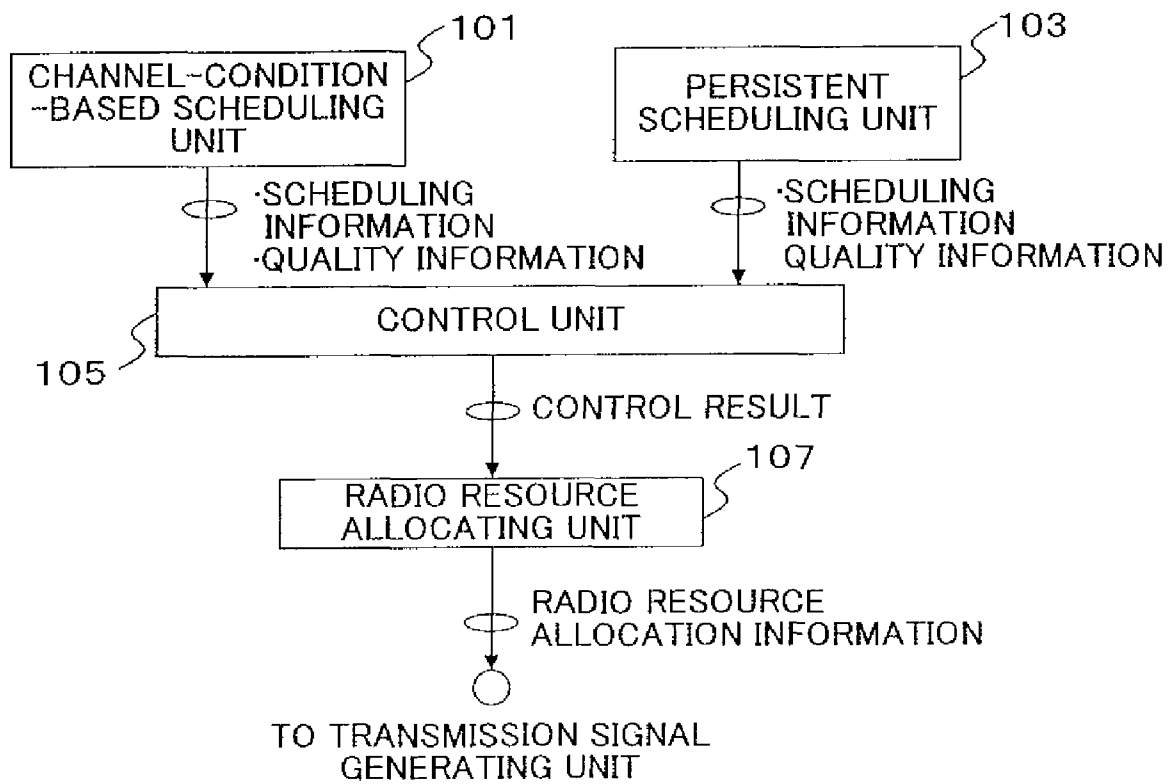 101
CHANNEL-CONDITION
-BASED SCHEDULING
UNIT
103
PERSISTENT
SCHEDULING UNIT
·SCHEDULING
INFORMATION
·QUALITY INFORMATION
·SCHEDULING
INFORMATION
QUALITY INFORMATION
CONTROL UNIT
105
CONTROL RESULT
107
RADIO RESOURCE
ALLOCATING UNIT
RADIO RESOURCE
ALLOCATION INFORMATION
TO TRANSMISSION SIGNAL
GENERATING UNIT